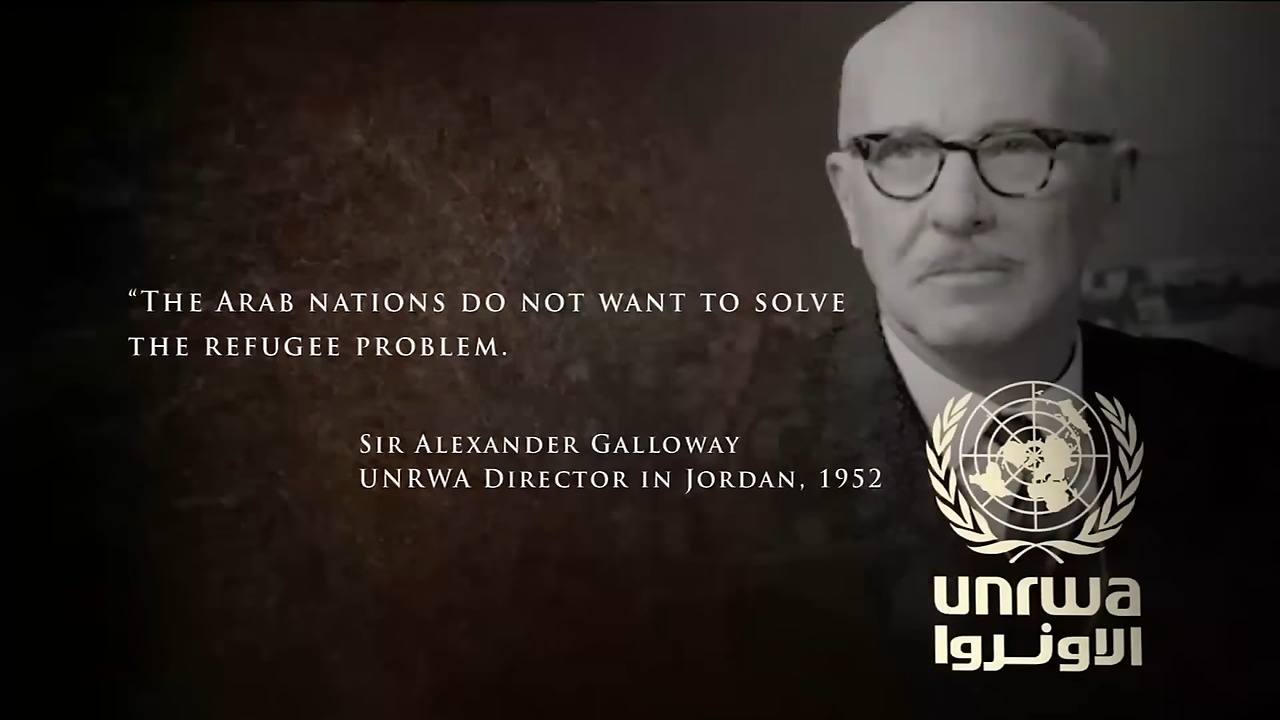 “The Arab nations do not want to solve
the refugee problem.
Sir Alexander Galloway
UNRWA Director in Jordan, 1952
unrwa
الاونروا